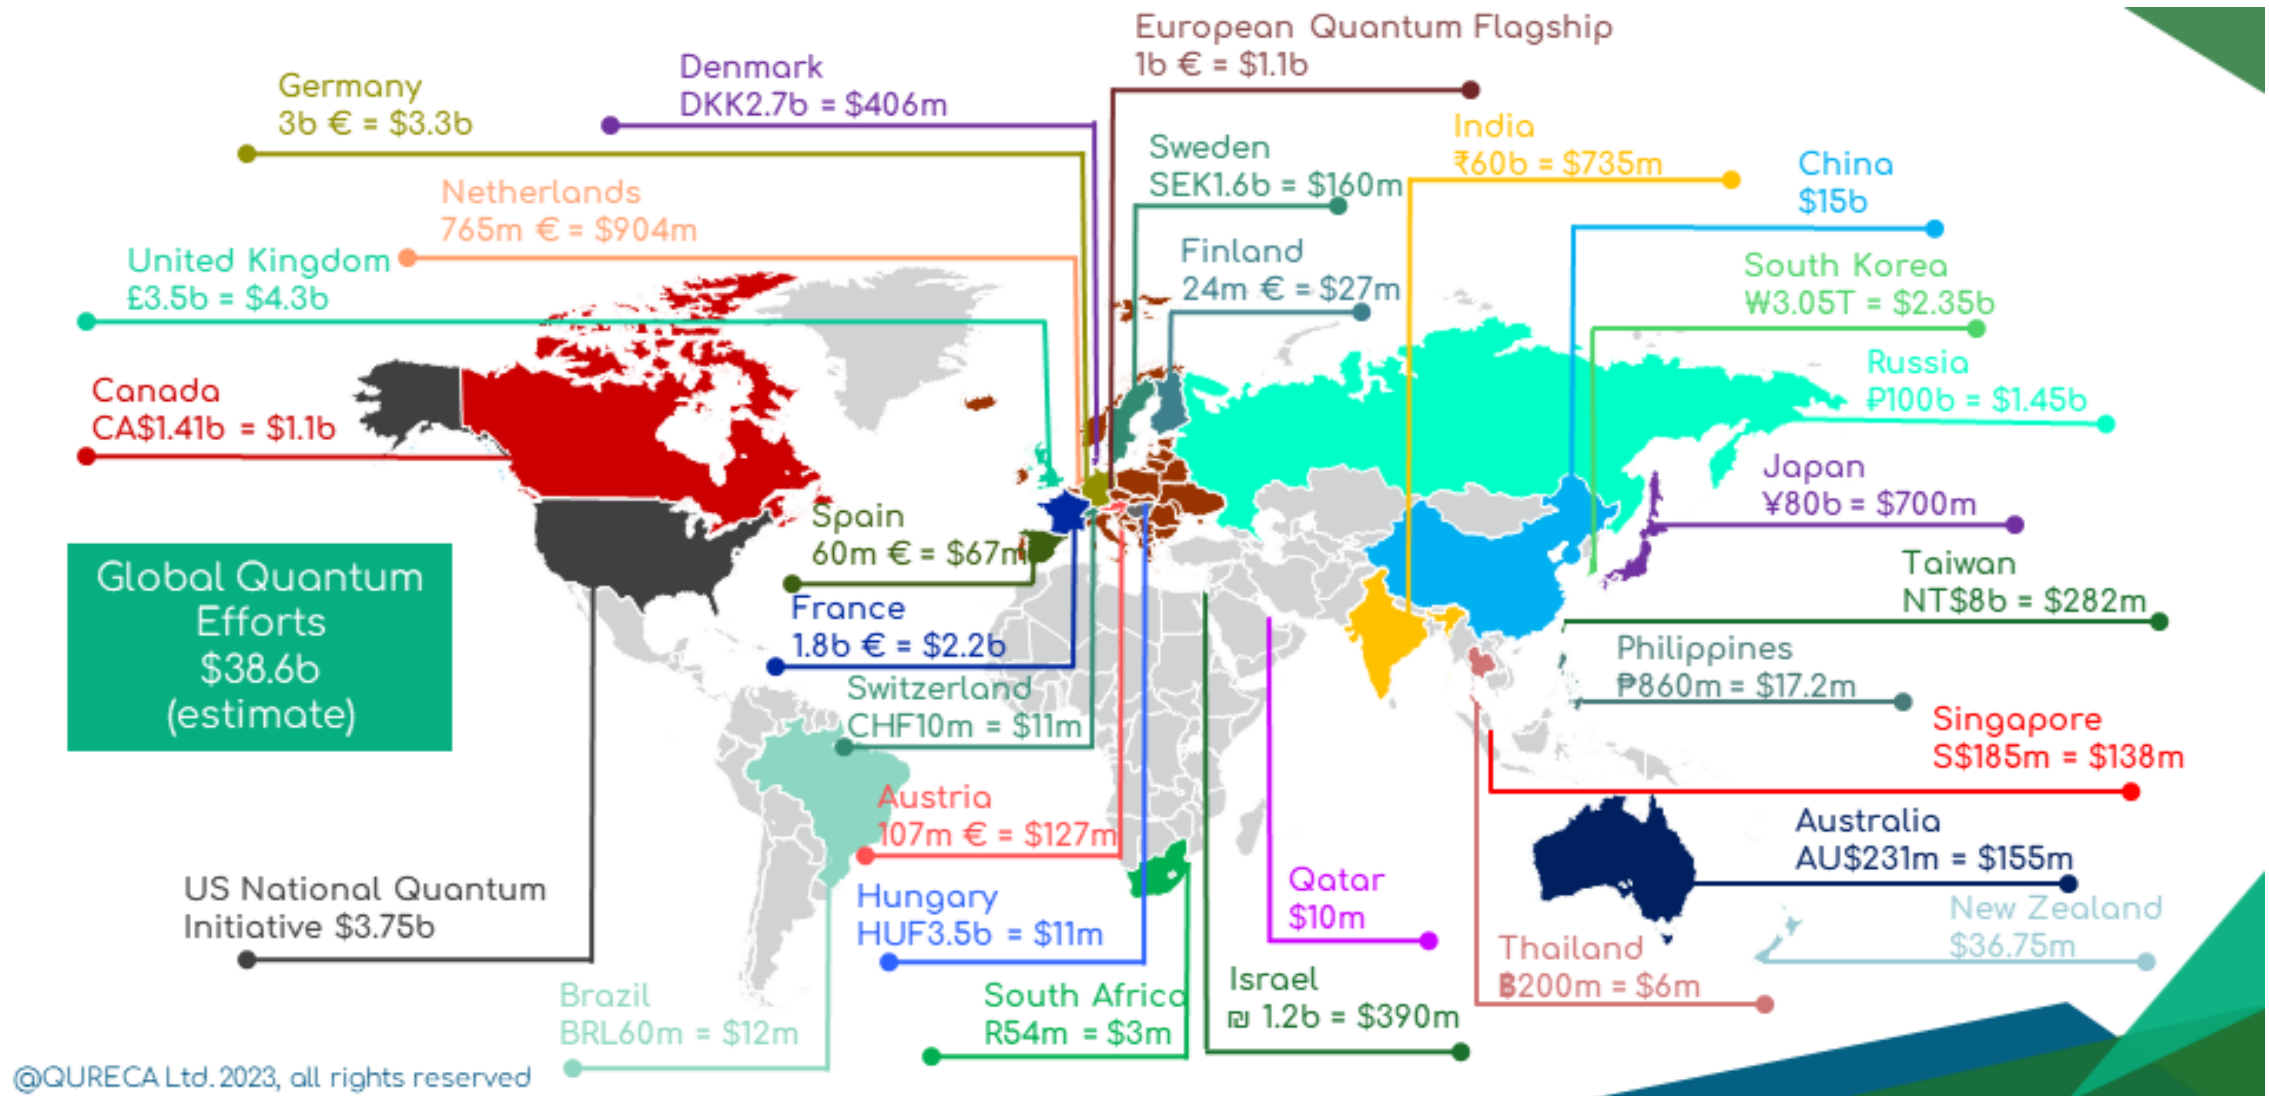 European Quantum Flagship
1b € = $1.1b
Germany
3b € = $3.3b
Denmark
DKK2.7b = $406m
Sweden
SEK1.6b = $160m
India
₹60b = $735m
China
$15b
Netherlands
765m € = $904m
United Kingdom
£3.5b = $4.3b
Finland
24m € = $27m
South Korea
₩3.05T = $2.35b
Canada
CA$1.41b = $1.1b
Russia
₽100b = $1.45b
Japan
¥80b = $700m
Spain
60m € = $67m
Global Quantum
Efforts
$38.6b
(estimate)
Taiwan
NT$8b = $282m
France
1.8b € = $2.2b
Philippines
₱860m = $17.2m
Switzerland
CHF10m = $11m
Singapore
S$185m = $138m
Austria
107m € = $127m
Australia
AU$231m = $155m
US National Quantum
Initiative $3.75b
Hungary
HUF3.5b = $11m
Qatar
$10m
New Zealand
$36.75m
Thailand
฿200m = $6m
Brazil
BRL60m = $12m
South Africa
R54m = $3m
Israel
₪ 1.2b = $390m
@QURECA Ltd. 2023, all rights reserved